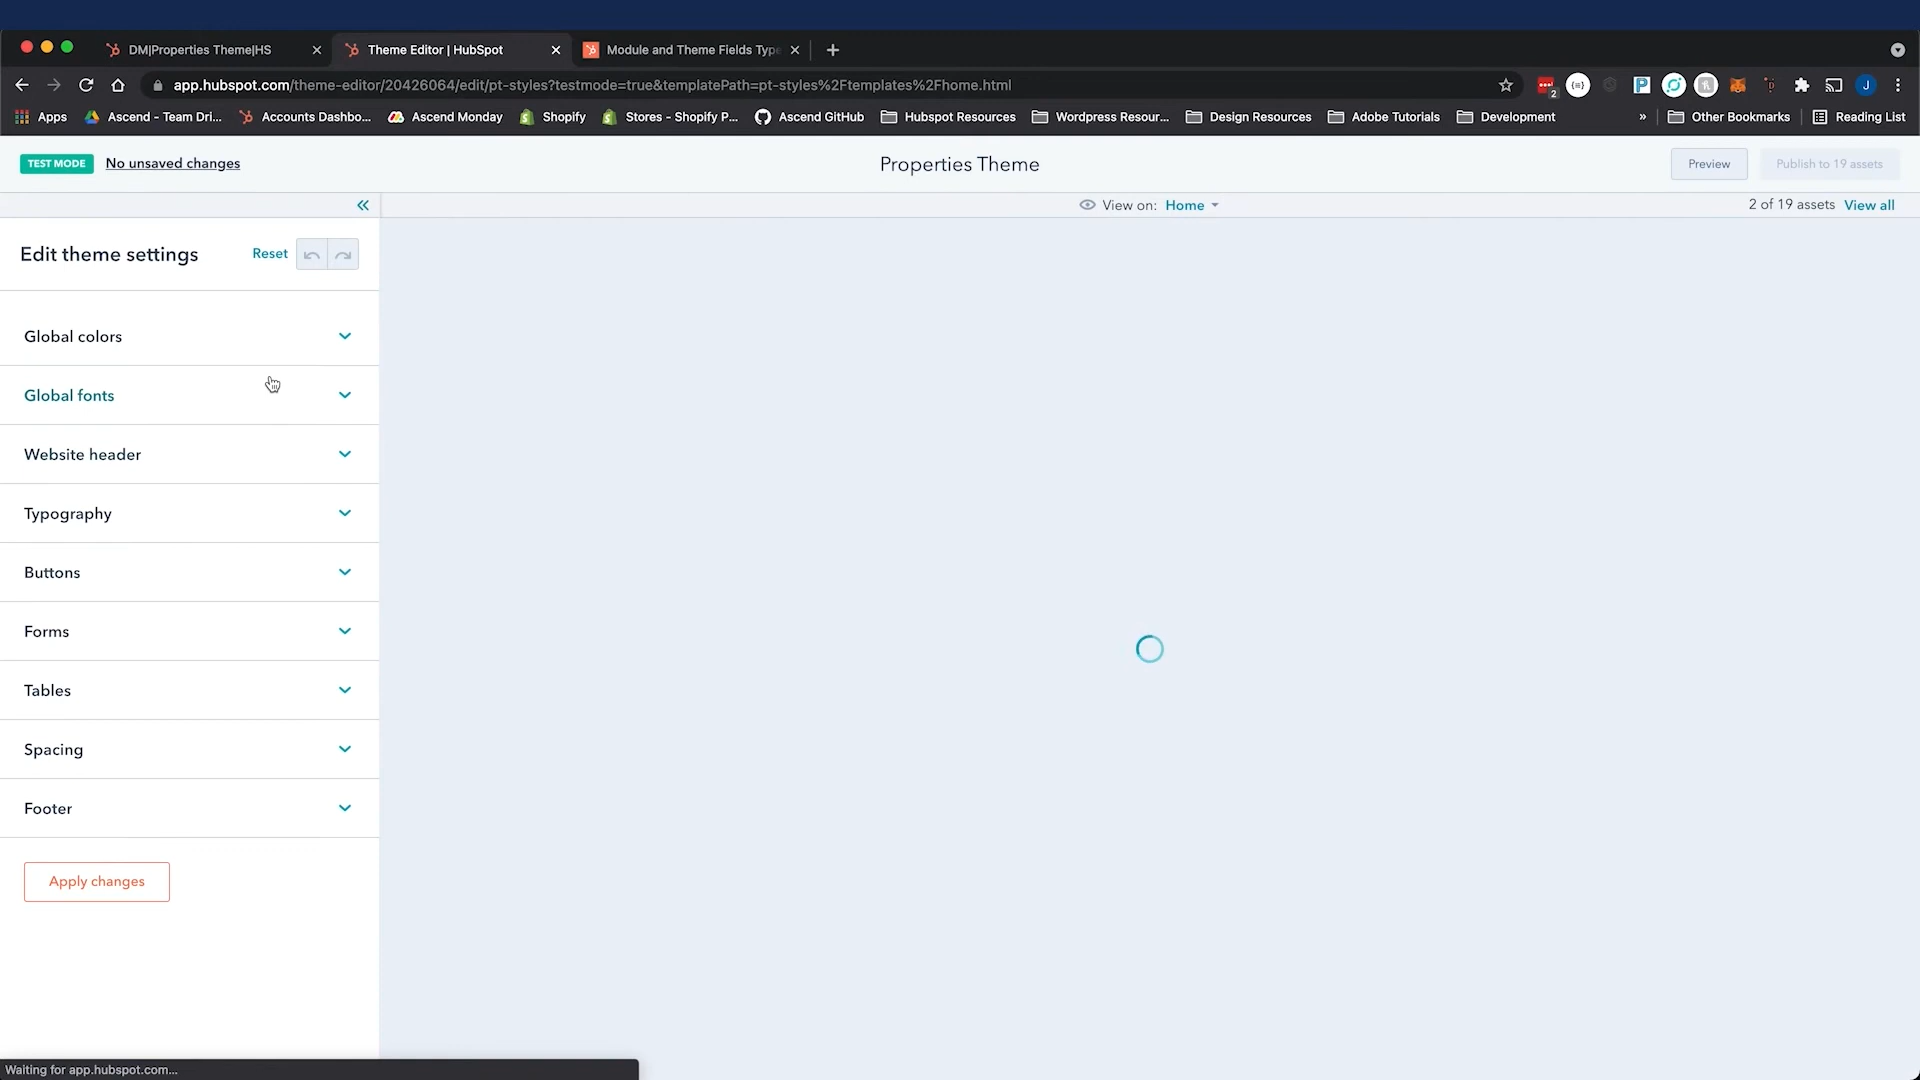 DM|Properties Theme|HS
Theme Editor | HubSpot
Module and Theme Fields Type
app.hubspot.com/theme-editor/20426064/edit/pt-styles?testmode=true&templatePath=pt-styles%2Ftemplates%2Fhome.html
2
J
Apps
Ascend - Team Dri...
Accounts Dashbo...
Ascend Monday
Shopify
Stores - Shopify P...
Ascend GitHub
Hubspot Resources
Wordpress Resour...
Design Resources
Adobe Tutorials
Development
»
Other Bookmarks
Reading List
TEST MODE
No unsaved changes
Properties Theme
Preview
Publish to 19 assets
View on: Home
2 of 19 assets View all
Edit theme settings
Reset
Global colors
Global fonts
Website header
Typography
Buttons
Forms
Tables
Spacing
Footer
Apply changes
Waiting for app.hubspot.com...